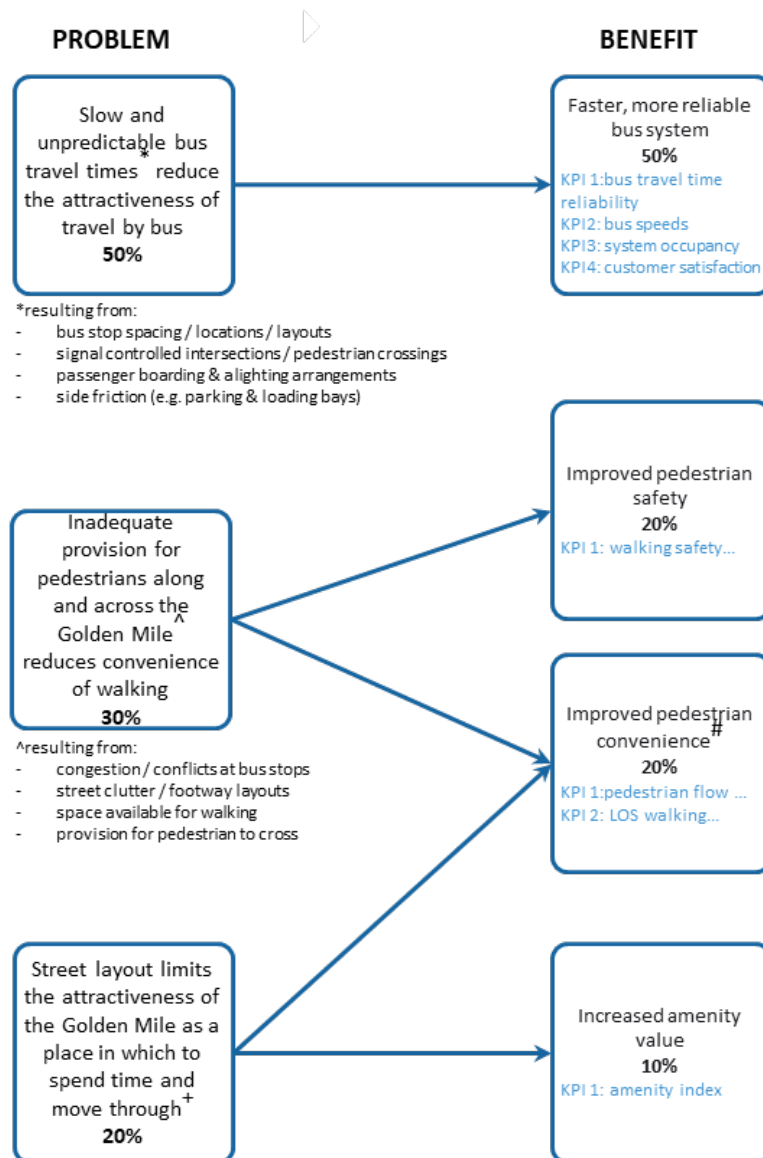 PROBLEM
BENEFIT
Slow and
unpredictable bus
travel times* reduce
the attractiveness of
travel by bus
50%
Faster, more reliable
bus system
50%
KPI 1:bus travel time
reliability
KPI2: bus speeds
KPI3: system occupancy
KPI4: customer satisfaction
*resulting from:
- bus stop spacing / locations / layouts
- signal controlled intersections / pedestrian crossings
- passenger boarding & alighting arrangements
- side friction (e.g. parking & loading bays)
Improved pedestrian
safety
20%
KPI 1: walking safety...
Inadequate
provision for
pedestrians along
and across the
Golden Mile^
reduces convenience
of walking
30%
^resulting from:
- congestion / conflicts at bus stops
- street clutter / footway layouts
- space available for walking
- provision for pedestrian to cross
Improved pedestrian
convenience#
20%
KPI 1:pedestrian flow ...
KPI 2: LOS walking...
Street layout limits
the attractiveness of
the Golden Mile as a
place in which to
spend time and
move through+
20%
Increased amenity
value
10%
KPI 1: amenity index